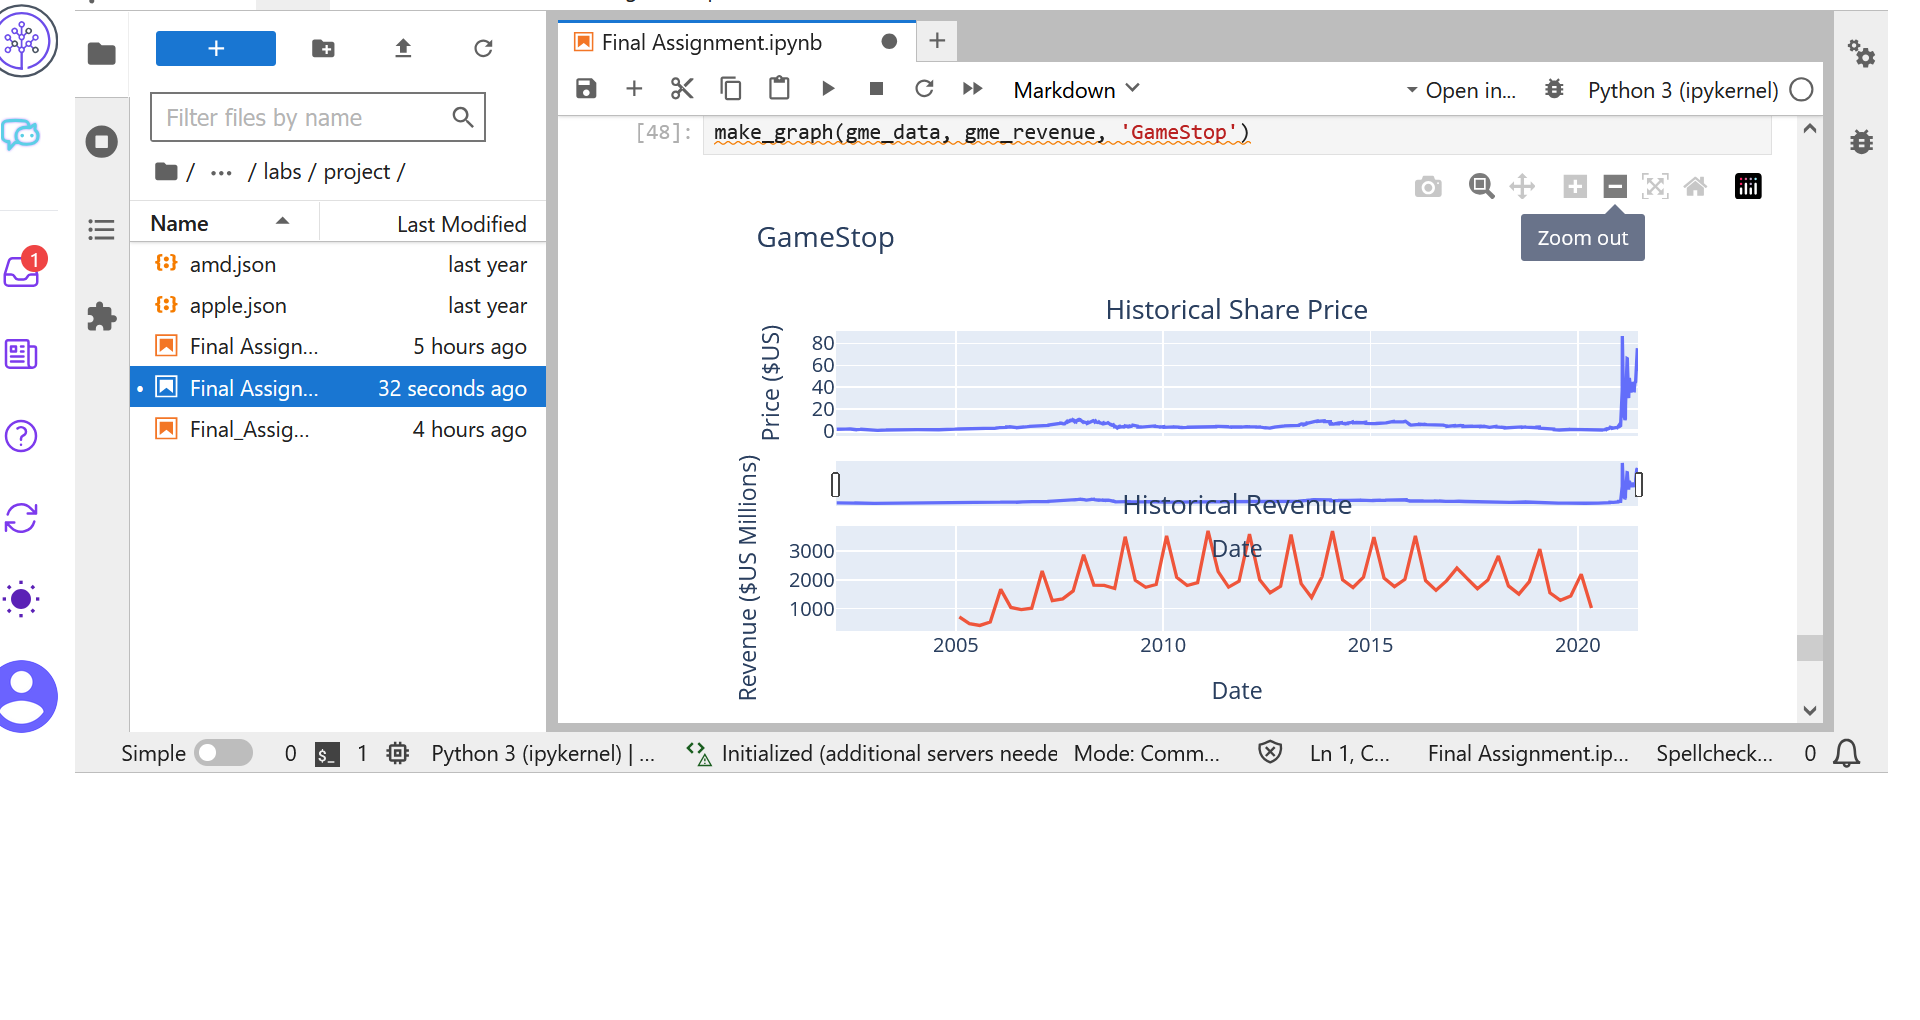 Final Assignment.ipynb
Filter files by name
/ ... / labs / project /
Name Last Modified
amd.json last year
apple.json last year
Final Assign... 5 hours ago
Final Assign... 32 seconds ago
Final_Assig... 4 hours ago
1
Markdown
Open in...
Python 3 (ipykernel)
[48]: make_graph(gme_data, gme_revenue, 'GameStop')
Zoom out
GameStop
Historical Share Price
Price ($US)
80
60
40
20
0
Historical Revenue
Date
Revenue ($US Millions)
3000
2000
1000
2005 2010 2015 2020
Date
Simple 0 $_ 1 Python 3 (ipykernel) | ... Initialized (additional servers neede Mode: Comm... Ln 1, C... Final Assignment.ip... Spellcheck... 0